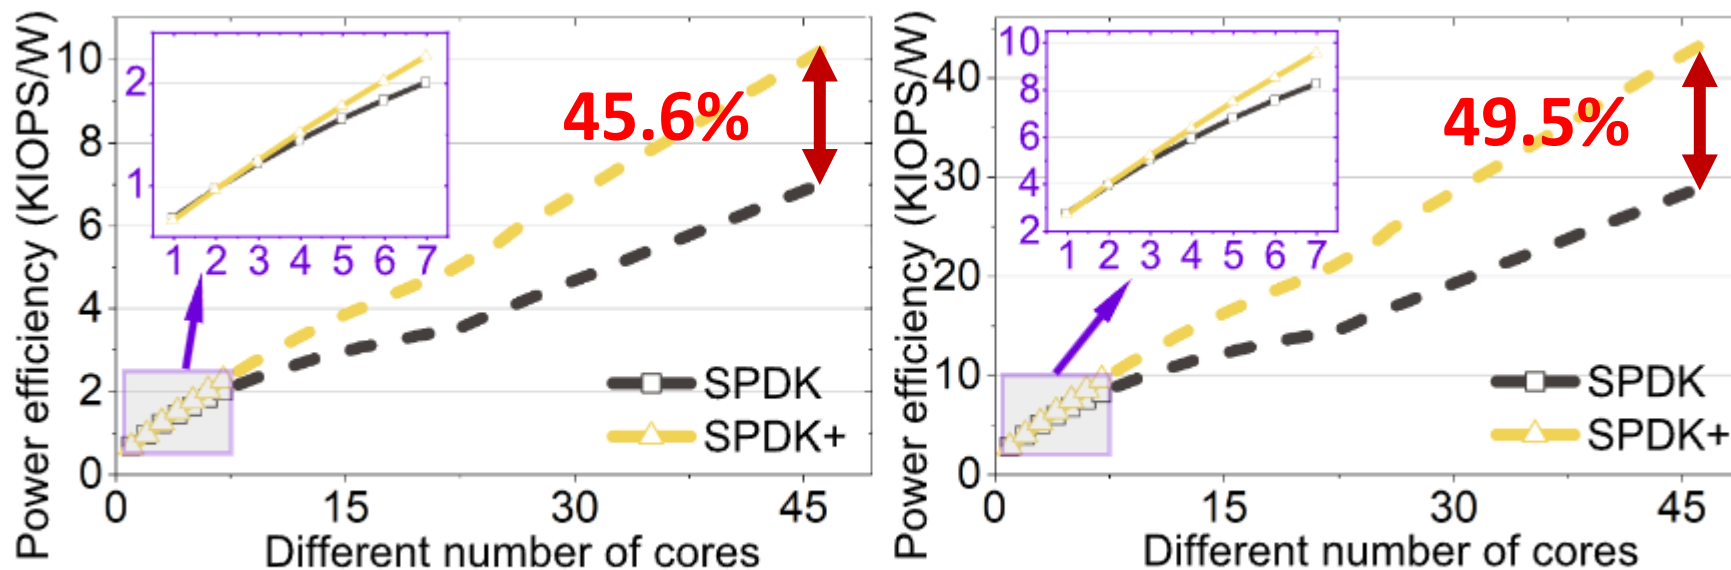 Power efficiency (KIOPS/W)
10
8
6
4
2
0
2
1
1 2 3 4 5 6 7
45.6%
SPDK
SPDK+
0 15 30 45
Different number of cores
Power efficiency (KIOPS/W)
40
30
20
10
0
10
8
6
4
2
1 2 3 4 5 6 7
49.5%
SPDK
SPDK+
0 15 30 45
Different number of cores